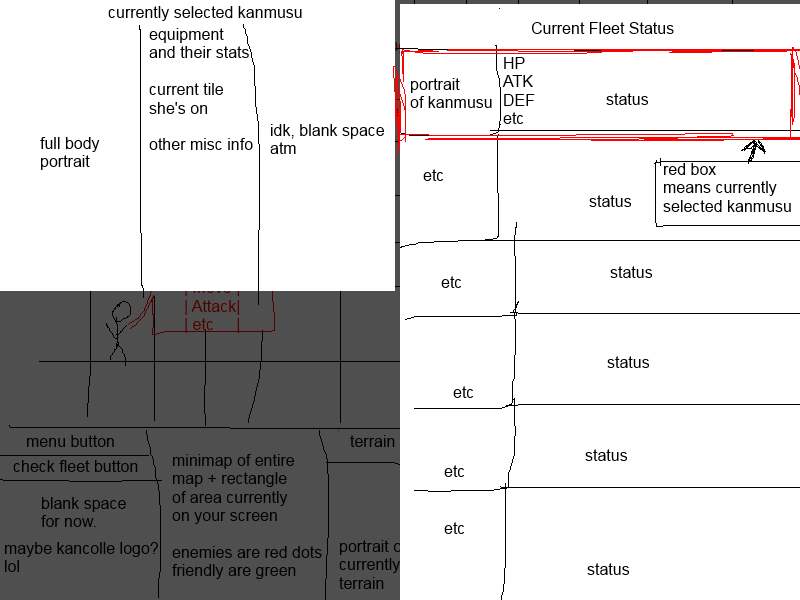 currently selected kanmusu
equipment
and their stats
current tile
she's on
other misc info
full body
portrait
idk, blank space
atm
Current Fleet Status
portrait
of kanmusu
HP
ATK
DEF
etc
status
red box
means currently
selected kanmusu
etc
status
etc
status
etc
status
etc
status
etc
status
Move
Attack
etc
menu button
check fleet button
blank space
for now.
maybe kancolle logo?
lol
minimap of entire
map + rectangle
of area currently
on your screen
enemies are red dots
friendly are green
terrain
portrait o
currently
terrain